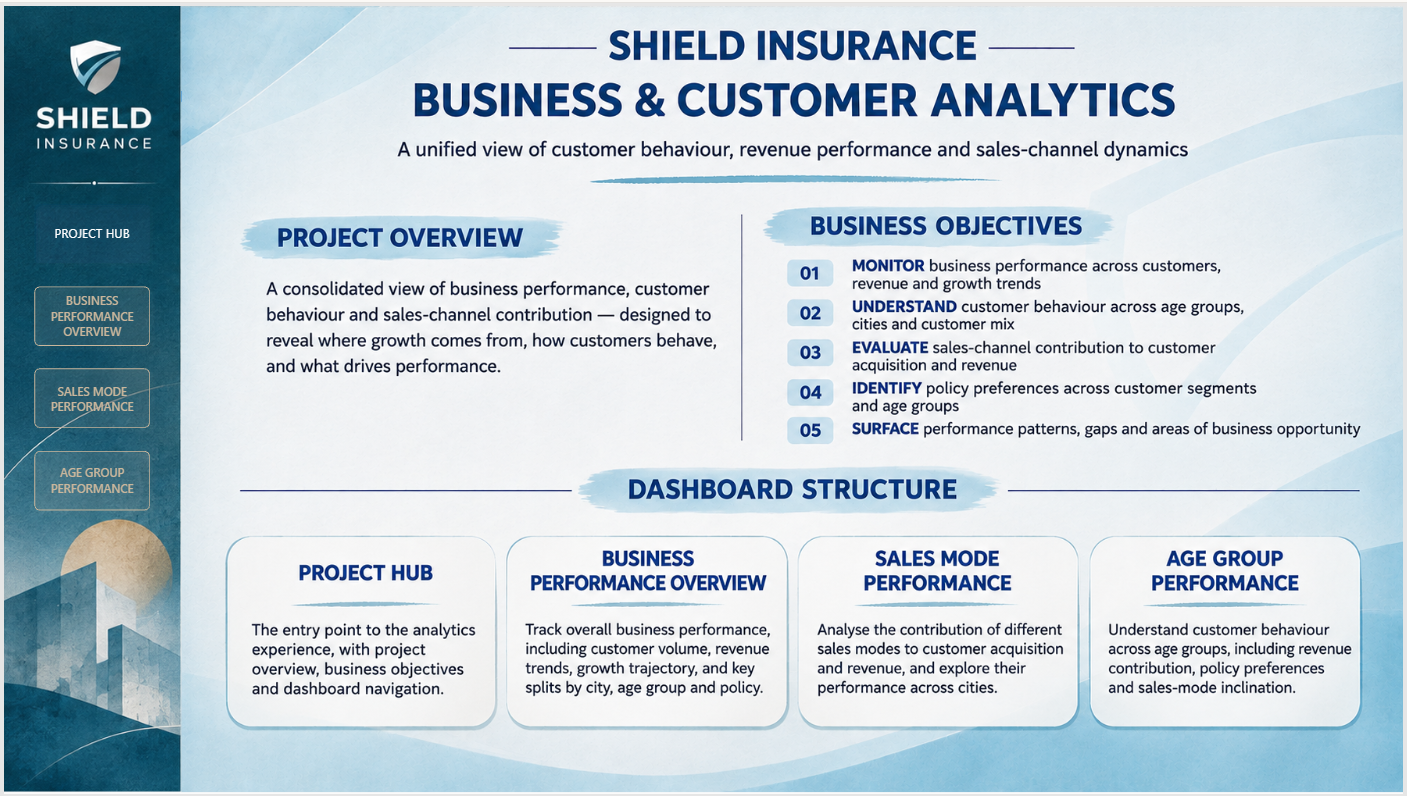 SHIELD
INSURANCE
PROJECT HUB
BUSINESS
PERFORMANCE
OVERVIEW
SALES MODE
PERFORMANCE
AGE GROUP
PERFORMANCE
SHIELD INSURANCE
BUSINESS & CUSTOMER ANALYTICS
A unified view of customer behaviour, revenue performance and sales-channel dynamics
PROJECT OVERVIEW
A consolidated view of business performance, customer
behaviour and sales-channel contribution — designed to
reveal where growth comes from, how customers behave,
and what drives performance.
BUSINESS OBJECTIVES
01 MONITOR business performance across customers,
revenue and growth trends
02 UNDERSTAND customer behaviour across age groups,
cities and customer mix
03 EVALUATE sales-channel contribution to customer
acquisition and revenue
04 IDENTIFY policy preferences across customer segments
and age groups
05 SURFACE performance patterns, gaps and areas of business opportunity
DASHBOARD STRUCTURE
PROJECT HUB
The entry point to the analytics
experience, with project
overview, business objectives
and dashboard navigation.
BUSINESS
PERFORMANCE OVERVIEW
Track overall business performance,
including customer volume, revenue
trends, growth trajectory, and key
splits by city, age group and policy.
SALES MODE
PERFORMANCE
Analyse the contribution of different
sales modes to customer acquisition
and revenue, and explore their
performance across cities.
AGE GROUP
PERFORMANCE
Understand customer behaviour
across age groups, including revenue
contribution, policy preferences
and sales-mode inclination.